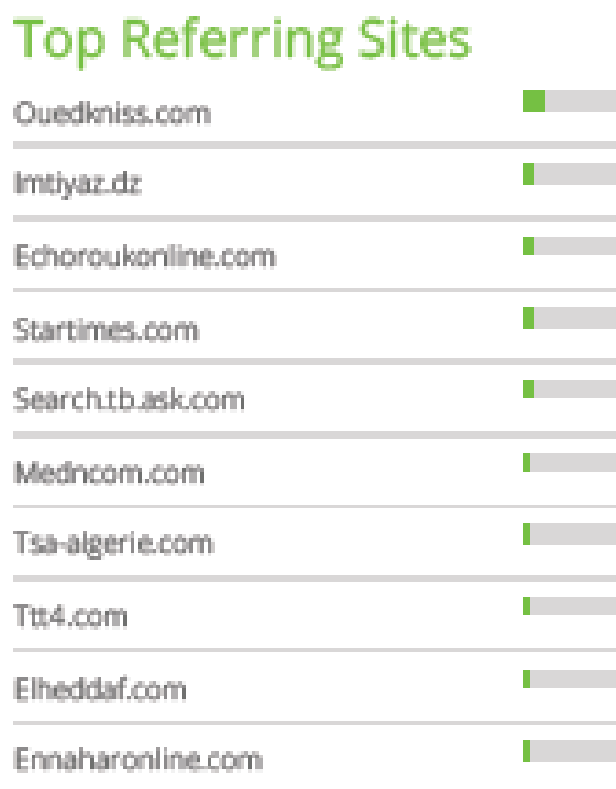 Top Referring Sites
Ouedkniss.com
Imtiyaz.dz
Echoroukonline.com
Startimes.com
Search.tb.ask.com
Medncom.com
Tsa-algerie.com
Ttt4.com
Elheddaf.com
Ennaharonline.com